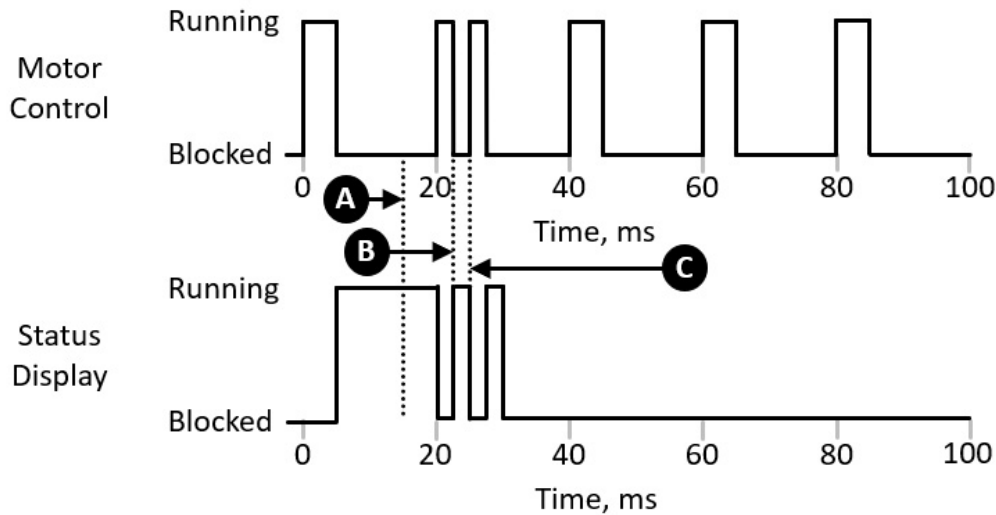 Running
Motor
Control
Blocked
0 20 40 60 80 100
A
Time, ms
B
C
Running
Status
Display
Blocked
0 20 40 60 80 100
Time, ms